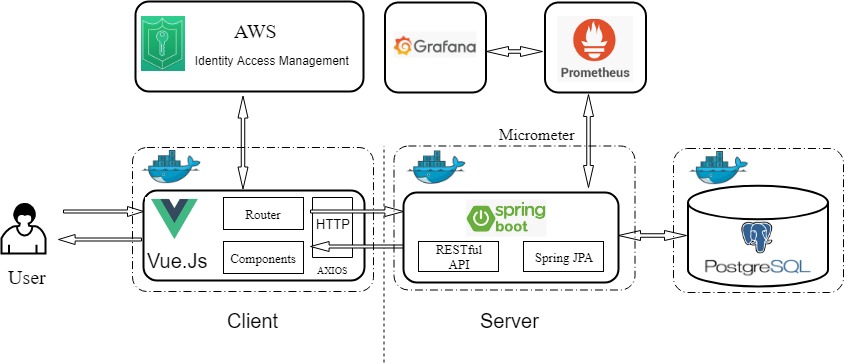 AWS
Identity Access Management
Grafana
Prometheus
Micrometer
Router
HTTP
spring
boot
Vue.Js
Components
AXIOS
RESTful
API
Spring JPA
PostgreSQL
User
Client
Server